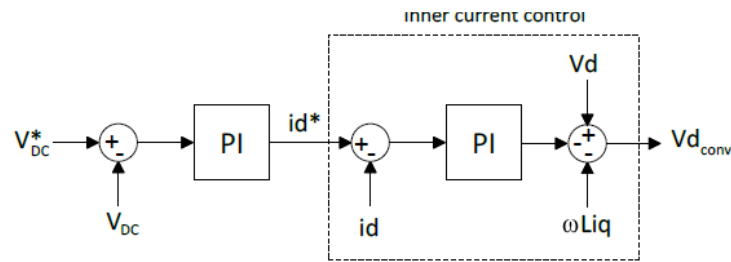 Inner current control
Vd
V*DC
+
-
PI
id*
+
-
PI
-
+
-
Vdconv
VDC
id
ωLiq